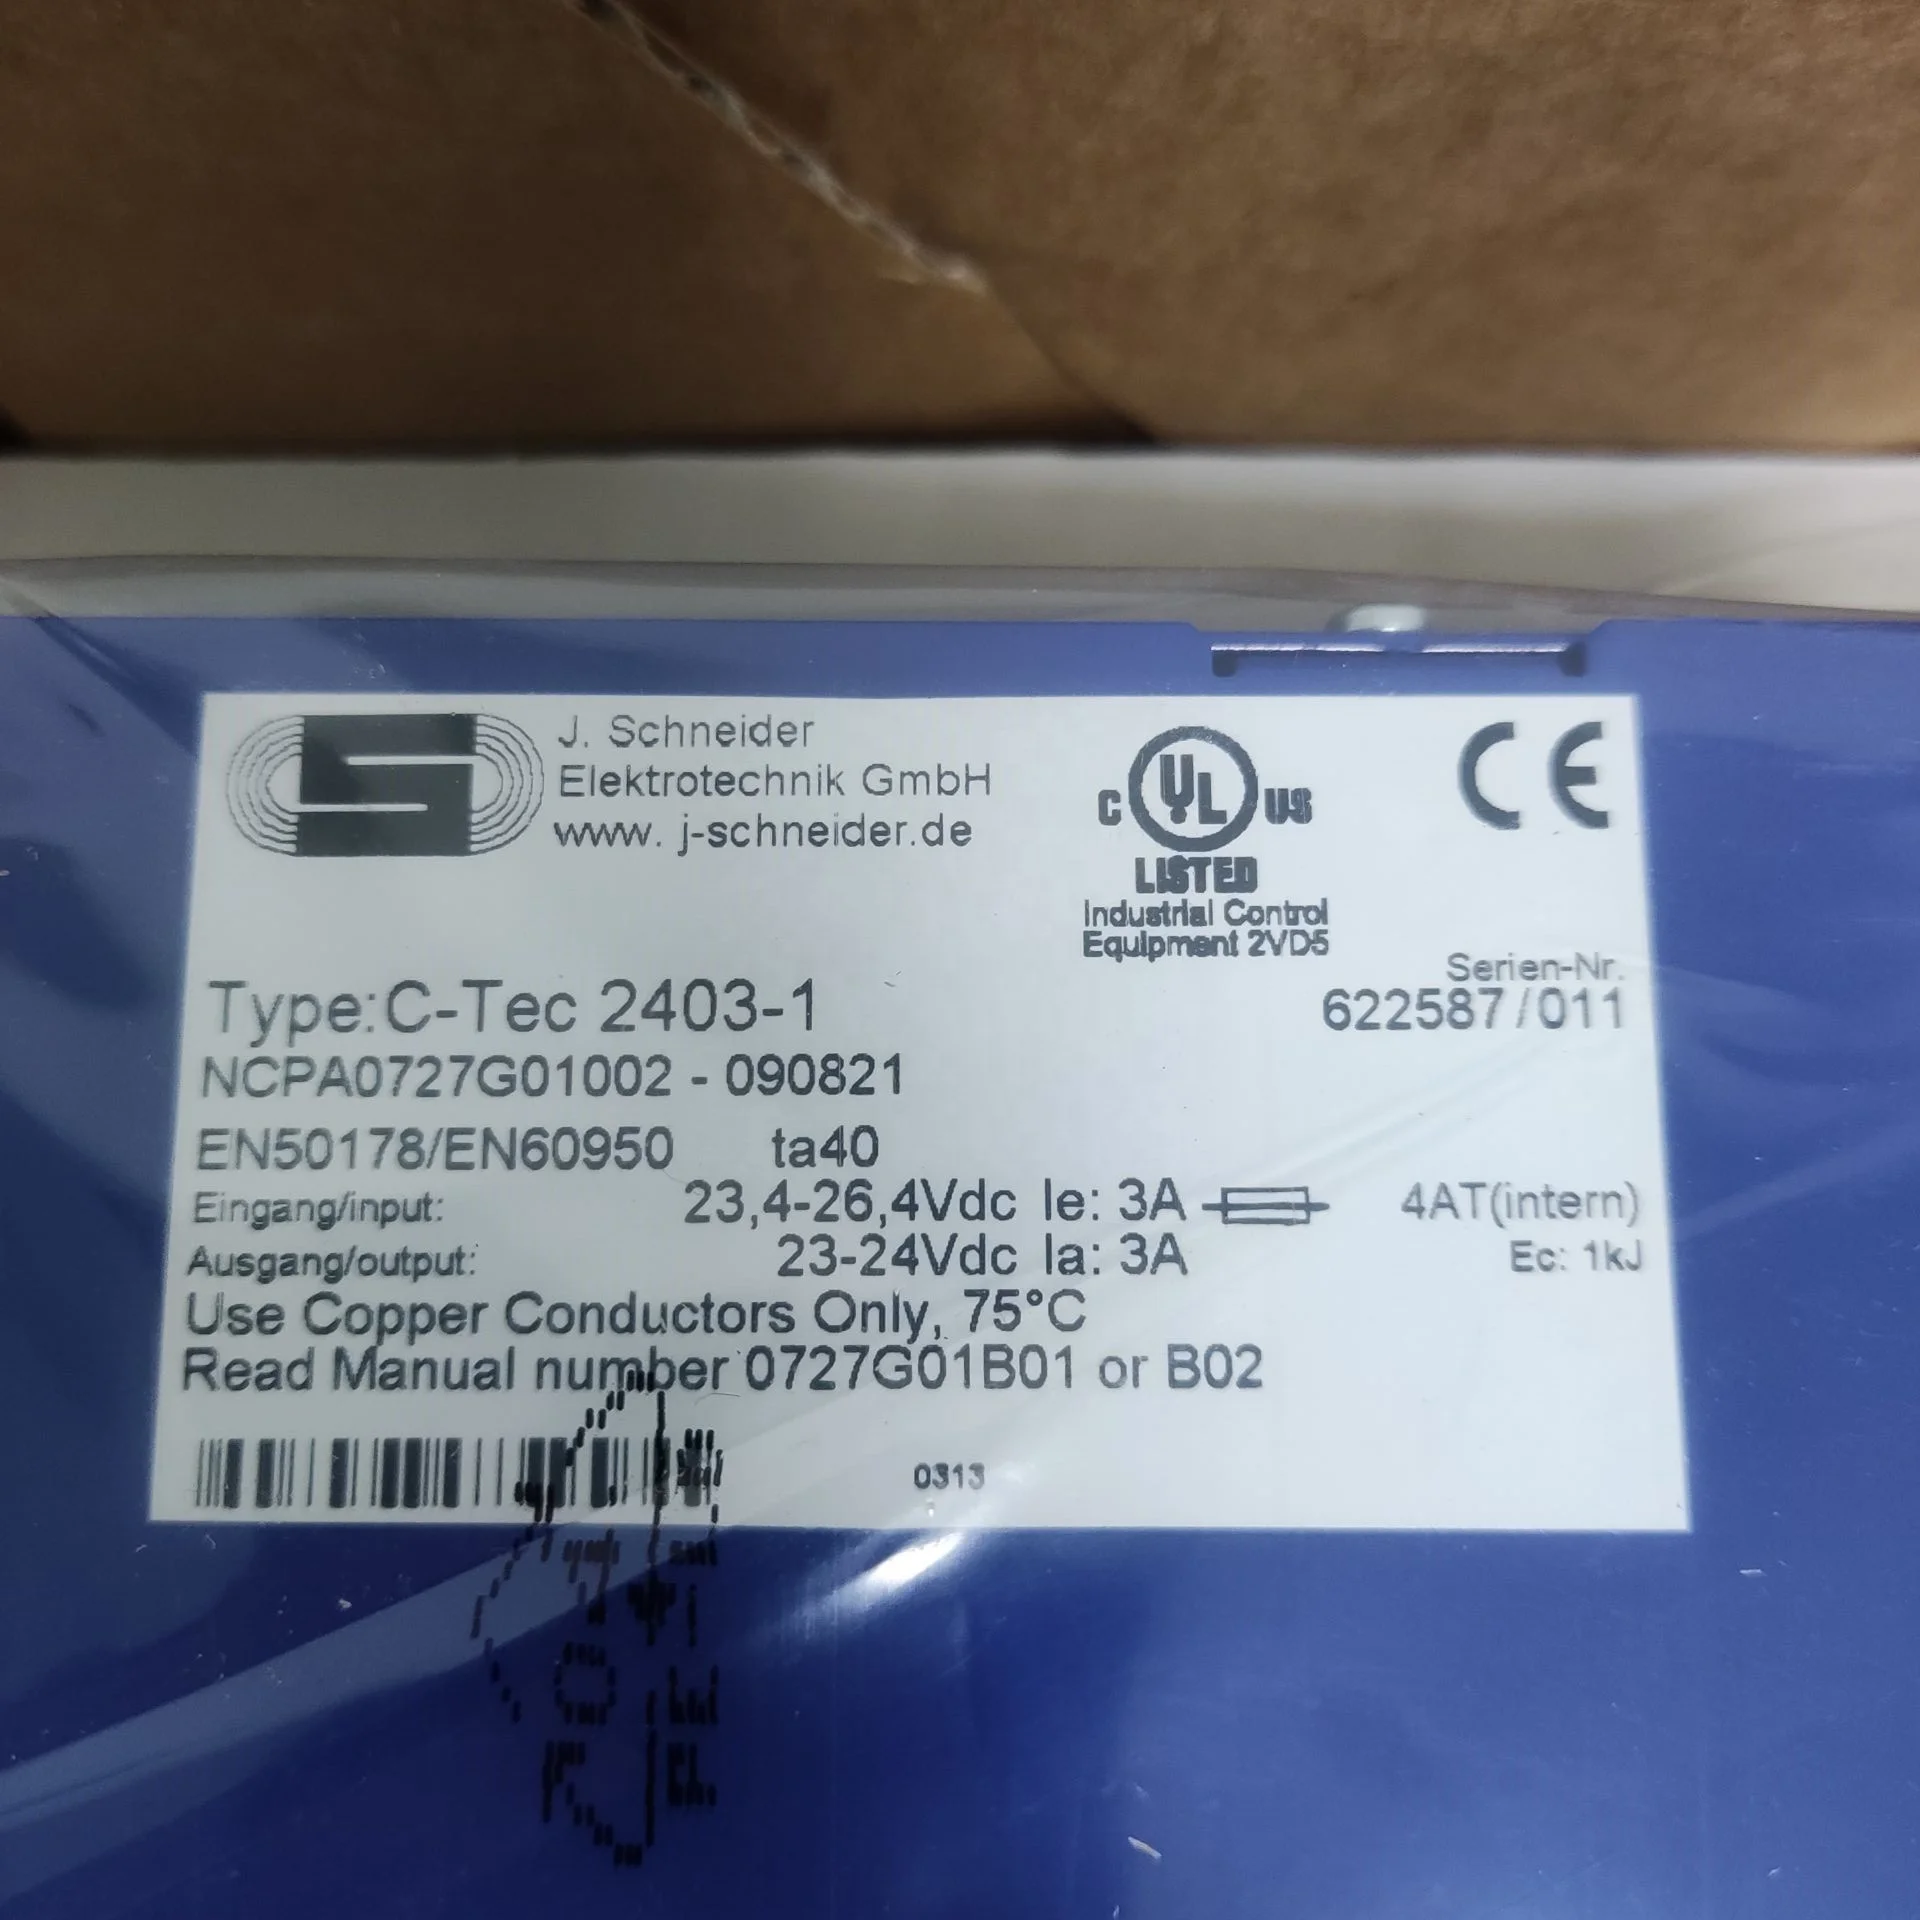 J. Schneider
Elektrotechnik GmbH
www. j-schneider.de
C UL US
LISTED
Industrial Control
Equipment 2VD5
CE
Serien-Nr.
622587/011
Type: C-Tec 2403-1
NCPA0727G01002 - 090821
EN50178/EN60950 ta40
Eingang/input: 23,4-26,4Vdc Ie: 3A 4AT(intern)
Ausgang/output: 23-24Vdc Ia: 3A Ec: 1kJ
Use Copper Conductors Only, 75°C
Read Manual number 0727G01B01 or B02
0313